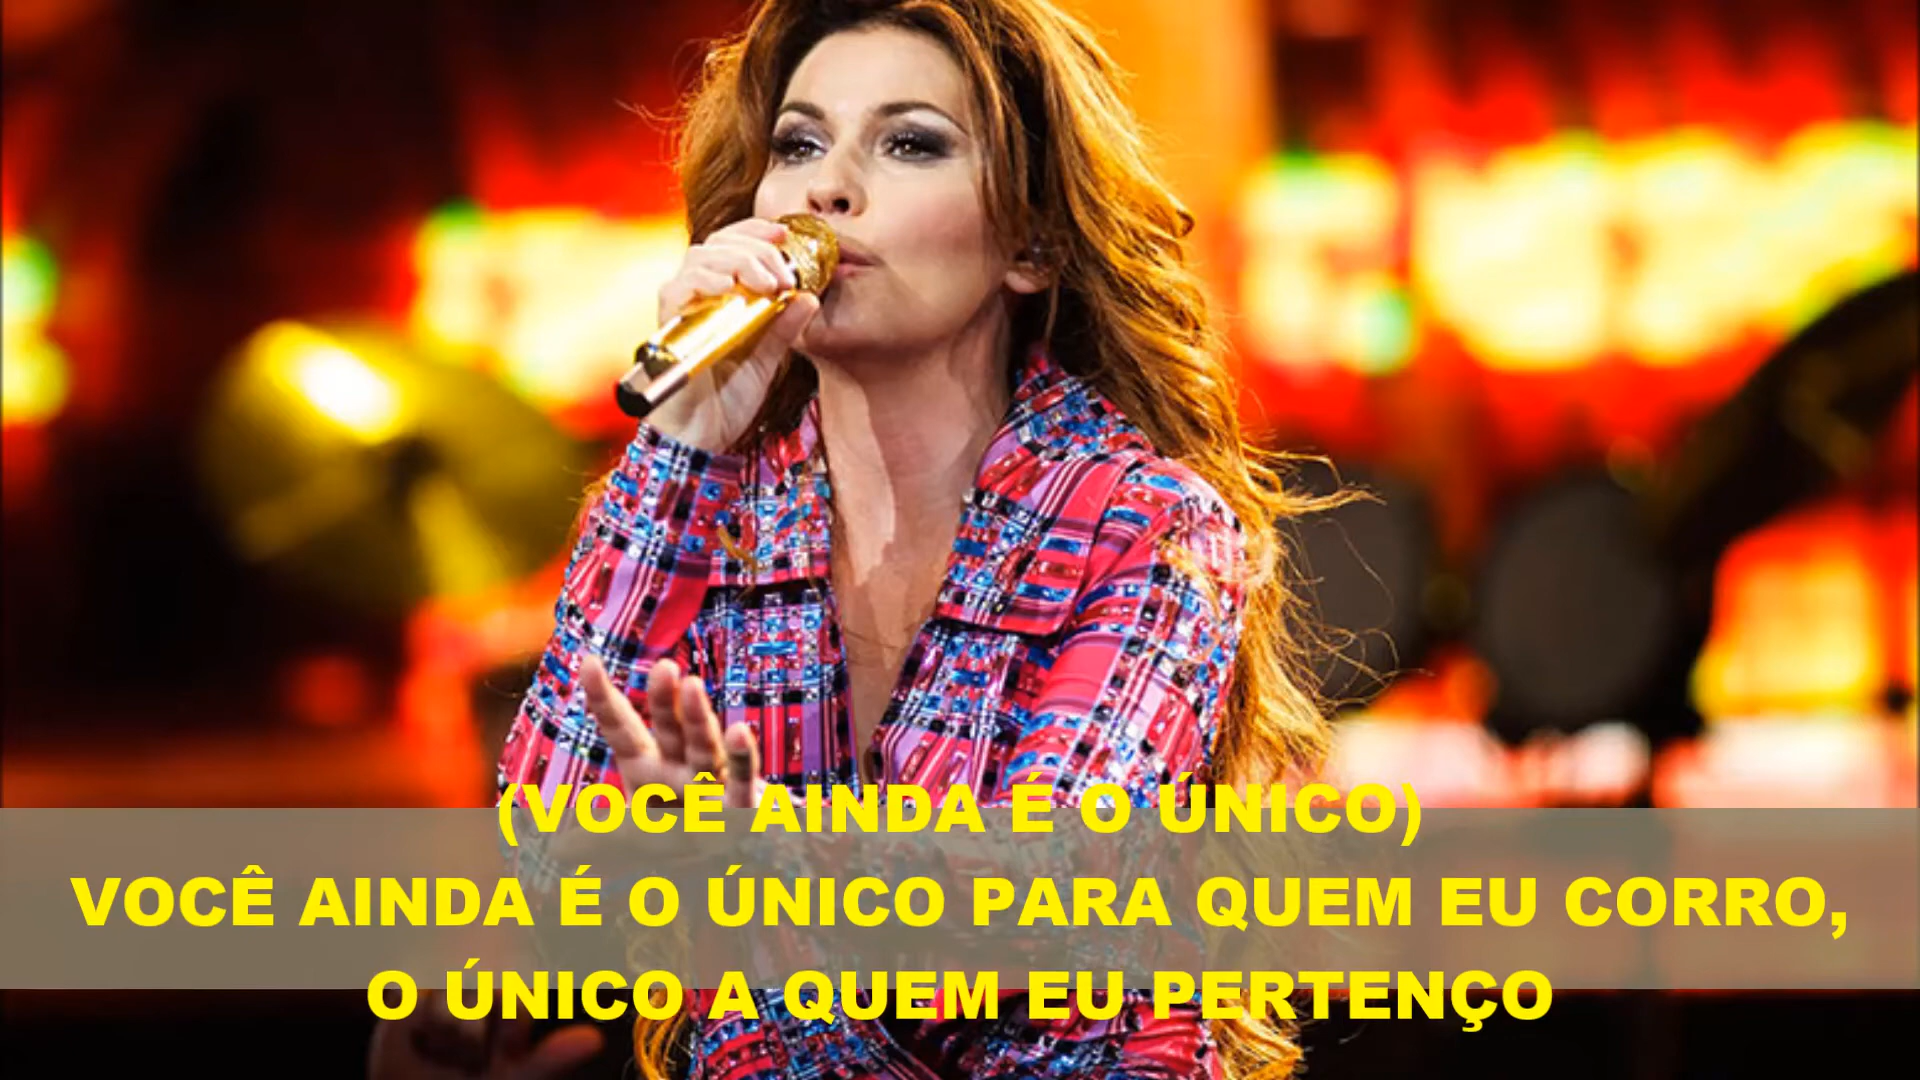 (VOCÊ AINDA É O ÚNICO)
VOCÊ AINDA É O ÚNICO PARA QUEM EU CORRO,
O ÚNICO A QUEM EU PERTENÇO